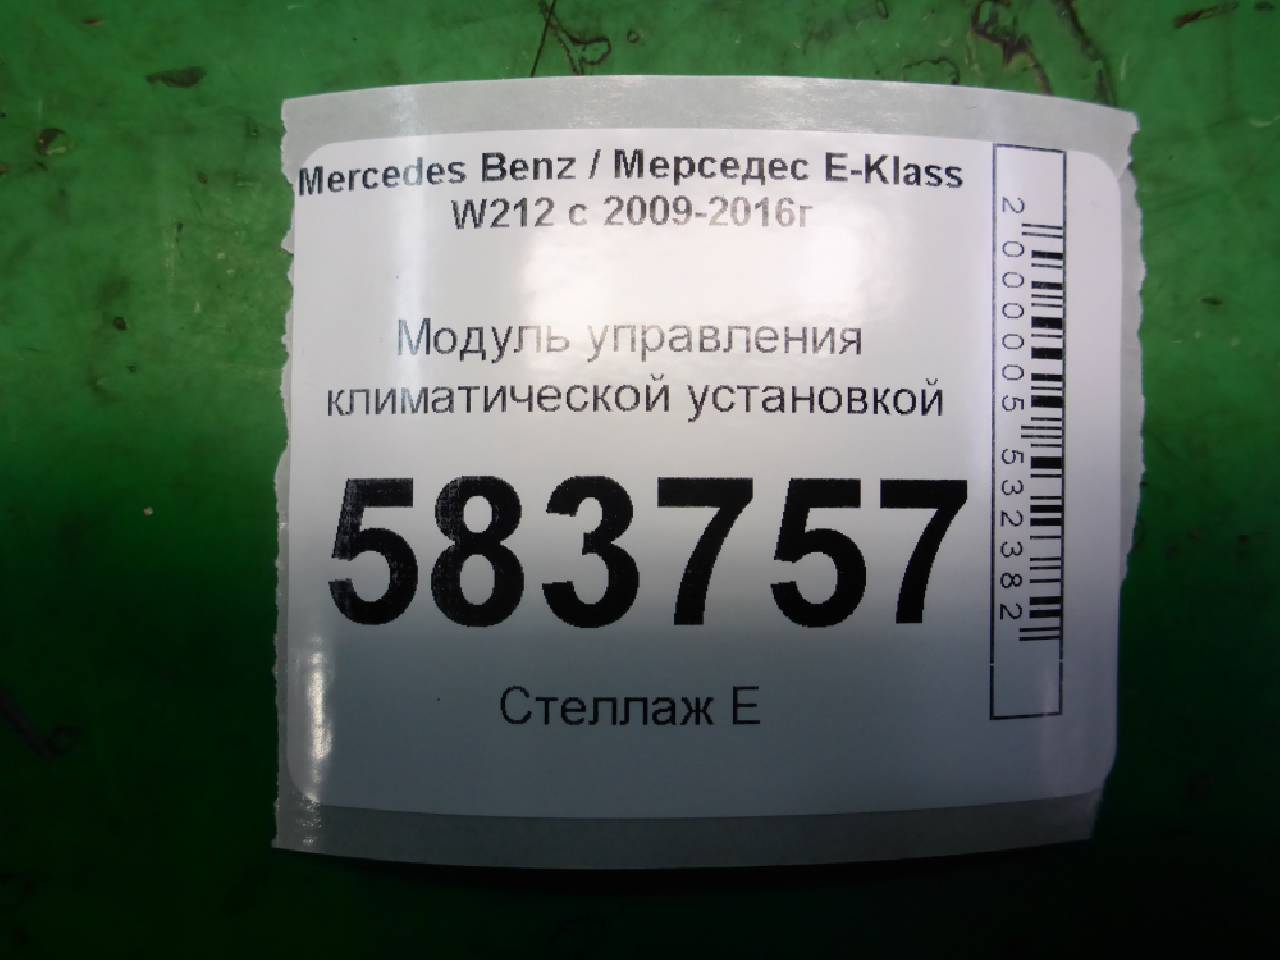 Mercedes Benz / Мерседес E-Klass
W212 с 2009-2016г
Модуль управления
климатической установкой
583757
Стеллаж Е
2000005532382